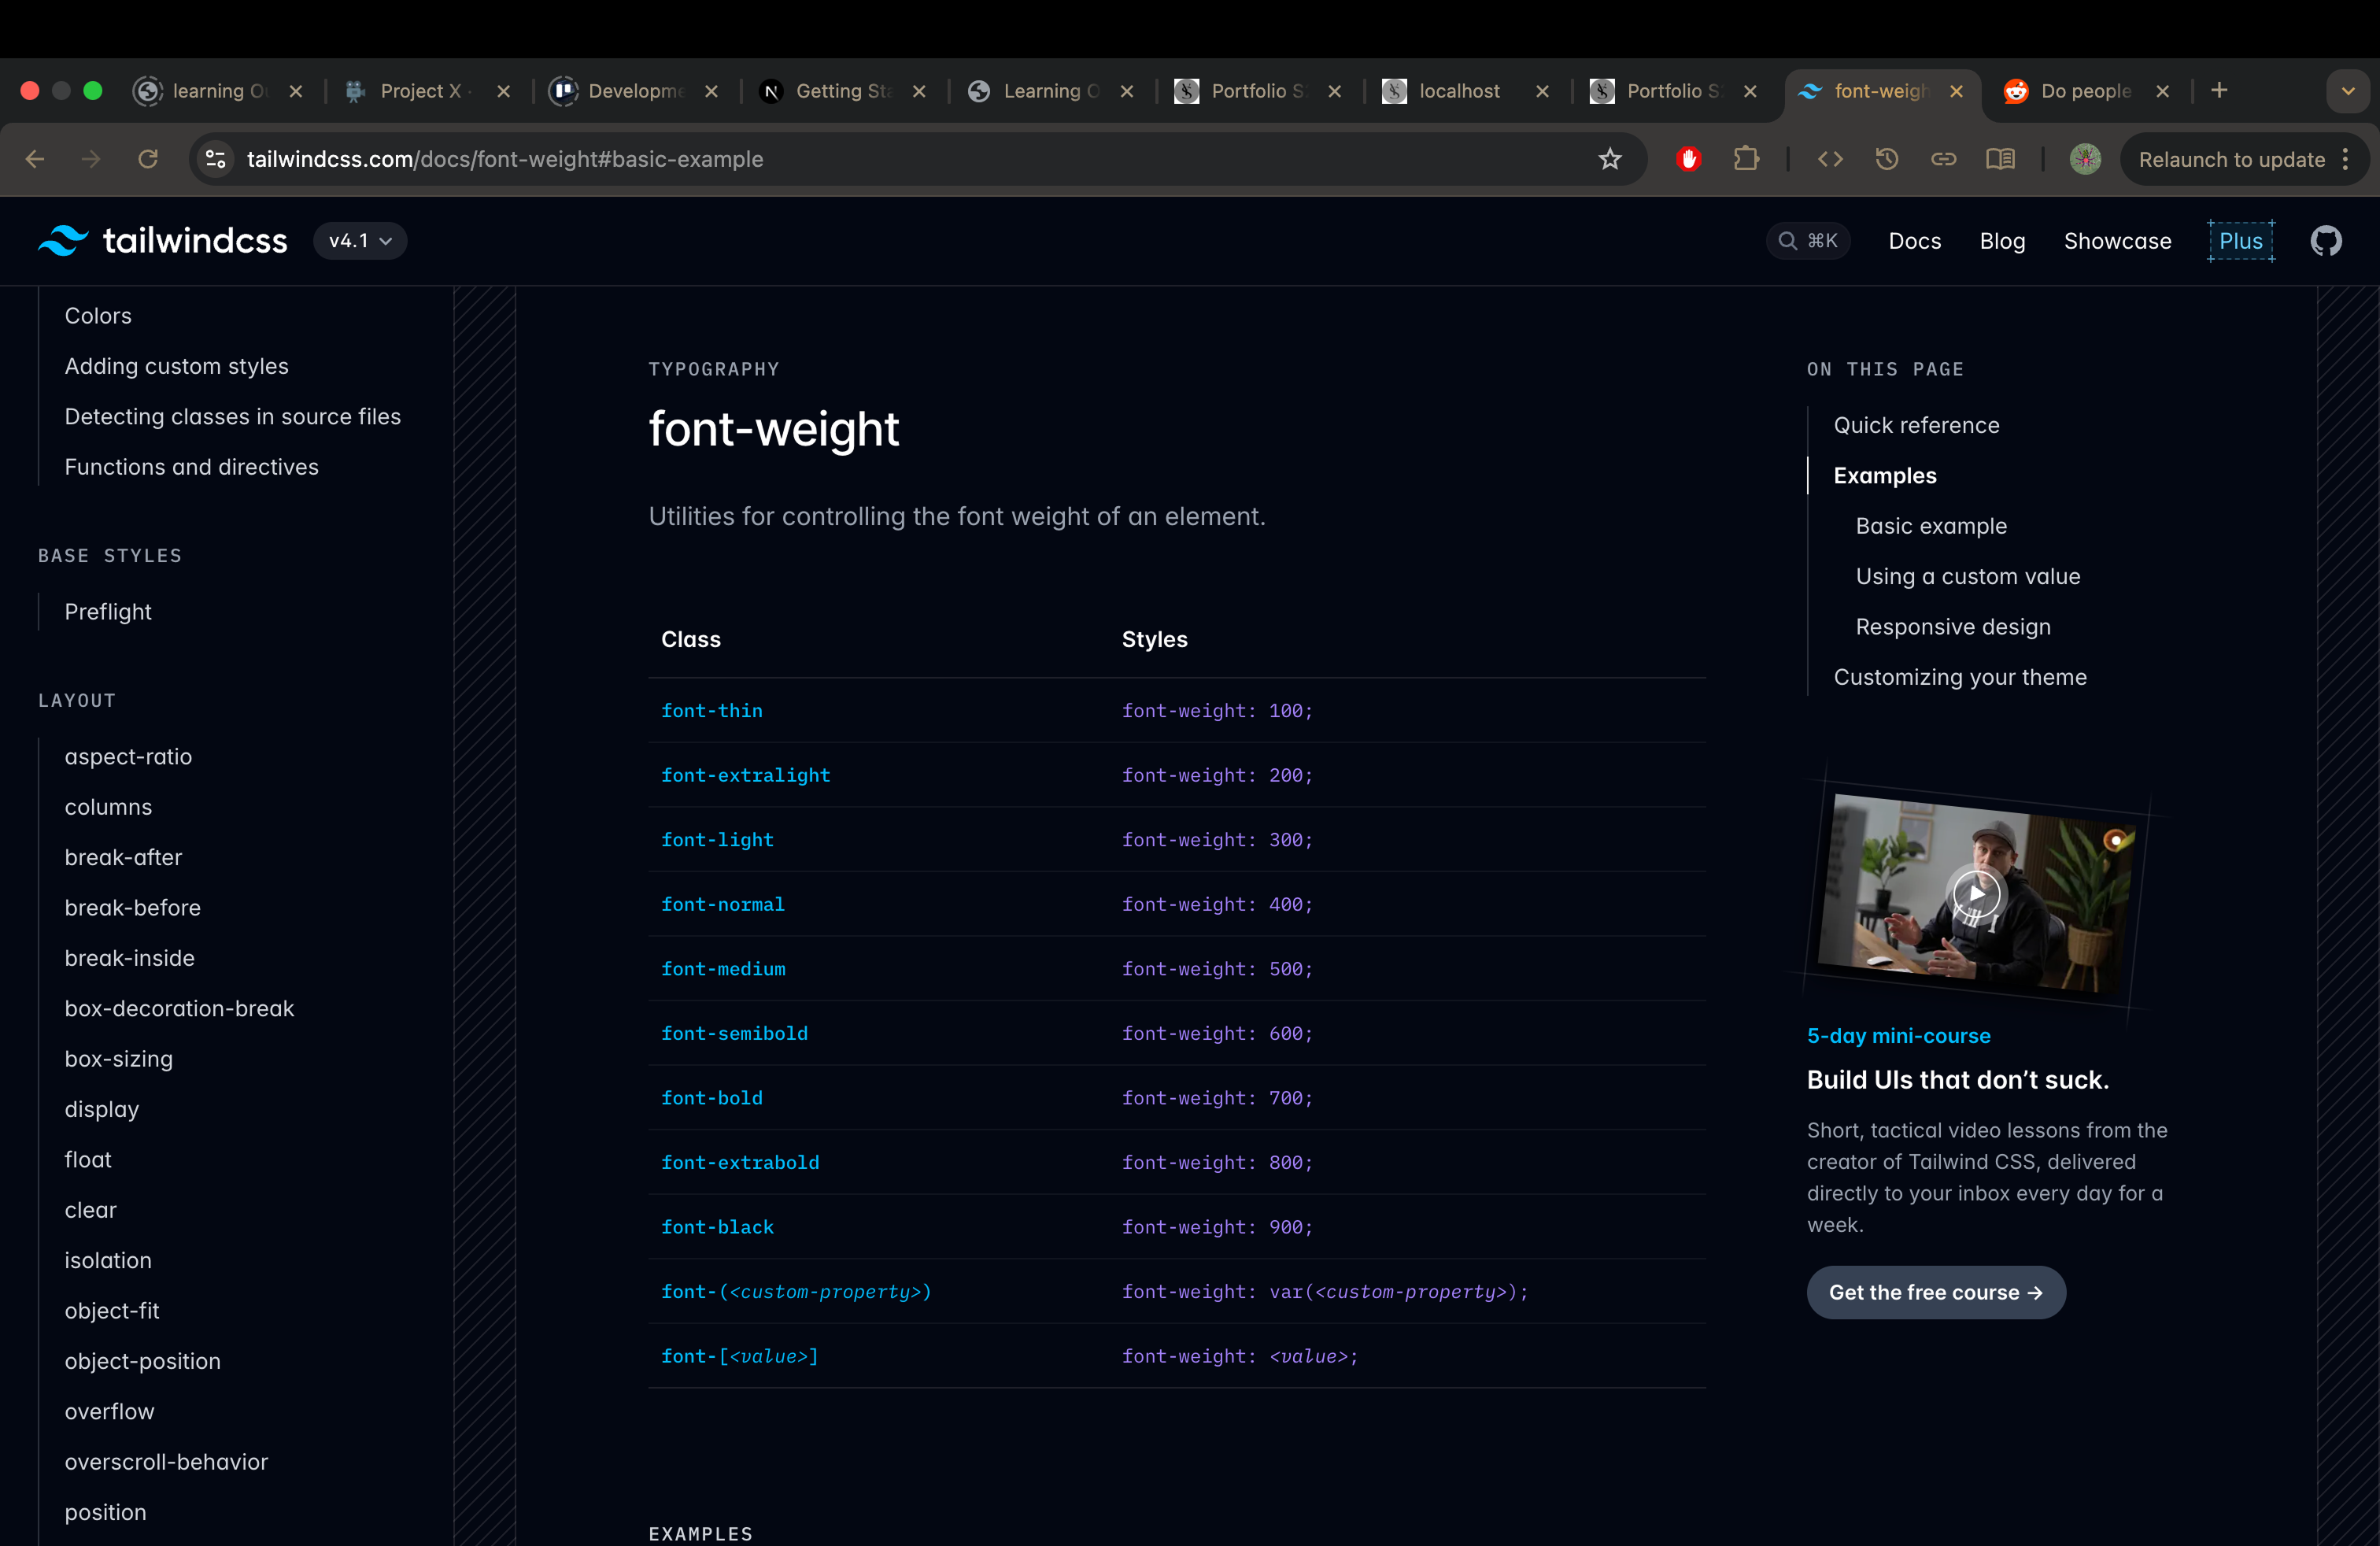 learning O
Project X
Developme
Getting Sta
Learning O
Portfolio S
localhost
Portfolio S
font-weigh
Do people
tailwindcss.com/docs/font-weight#basic-example
Relaunch to update
tailwindcss
v4.1
⌘K
Docs
Blog
Showcase
Plus
Colors
Adding custom styles
Detecting classes in source files
Functions and directives
BASE STYLES
Preflight
LAYOUT
aspect-ratio
columns
break-after
break-before
break-inside
box-decoration-break
box-sizing
display
float
clear
isolation
object-fit
object-position
overflow
overscroll-behavior
position
TYPOGRAPHY
font-weight
Utilities for controlling the font weight of an element.
Class Styles
font-thin font-weight: 100;
font-extralight font-weight: 200;
font-light font-weight: 300;
font-normal font-weight: 400;
font-medium font-weight: 500;
font-semibold font-weight: 600;
font-bold font-weight: 700;
font-extrabold font-weight: 800;
font-black font-weight: 900;
font-(<custom-property>) font-weight: var(<custom-property>);
font-[<value>] font-weight: <value>;
EXAMPLES
ON THIS PAGE
Quick reference
Examples
Basic example
Using a custom value
Responsive design
Customizing your theme
5-day mini-course
Build UIs that don’t suck.
Short, tactical video lessons from the
creator of Tailwind CSS, delivered
directly to your inbox every day for a
week.
Get the free course →